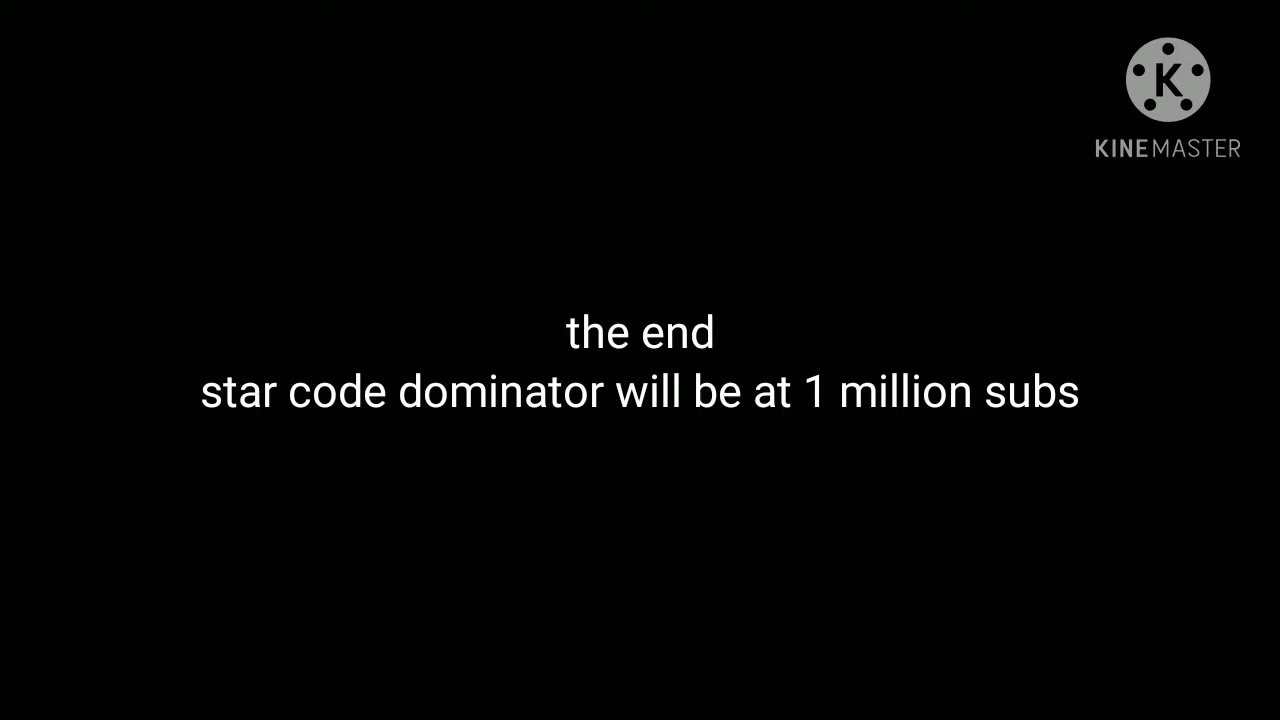 K
KINEMASTER
the end
star code dominator will be at 1 million subs